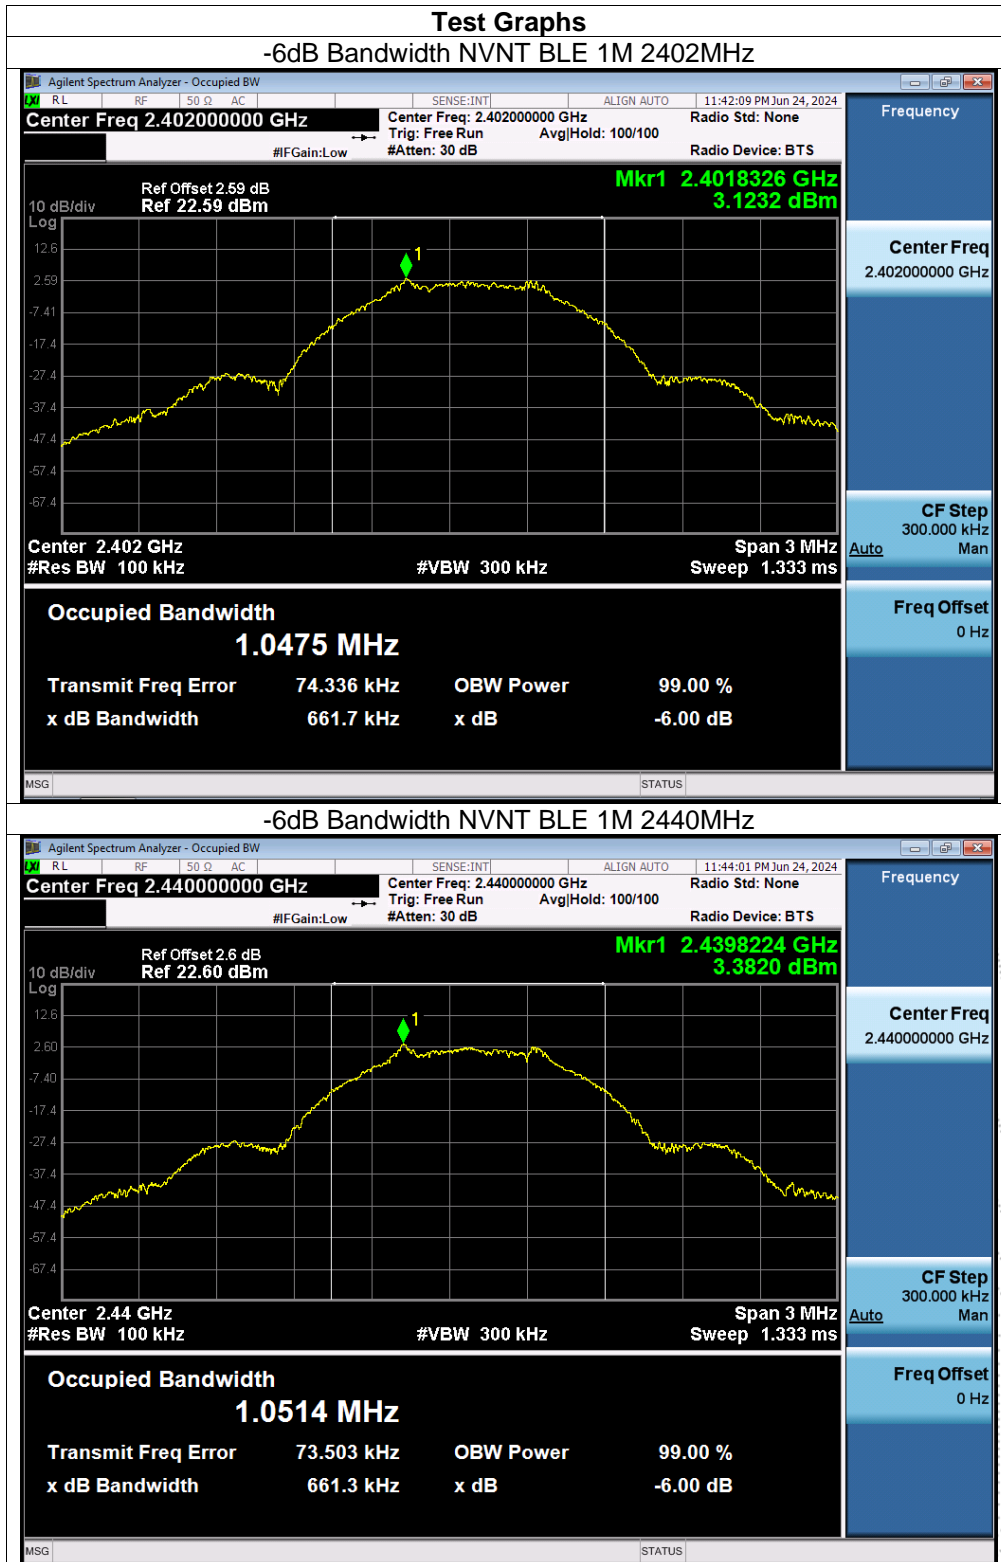 Test Graphs
-6dB Bandwidth NVNT BLE 1M 2402MHz
Agilent Spectrum Analyzer - Occupied BW
LXI RL RF 50 Ω AC SENSE:INT ALIGN AUTO 11:42:09 PM Jun 24, 2024
Center Freq 2.402000000 GHz
Center Freq: 2.402000000 GHz
Radio Std: None
Trig: Free Run Avg|Hold: 100/100
#IFGain:Low #Atten: 30 dB Radio Device: BTS
Mkr1 2.4018326 GHz
3.1232 dBm
Ref Offset 2.59 dB
10 dB/div Ref 22.59 dBm
Log
12.6
1
2.59
-7.41
-17.4
-27.4
-37.4
-47.4
-57.4
-67.4
Center 2.402 GHz Span 3 MHz
#Res BW 100 kHz #VBW 300 kHz Sweep 1.333 ms
Occupied Bandwidth
1.0475 MHz
Transmit Freq Error 74.336 kHz OBW Power 99.00 %
x dB Bandwidth 661.7 kHz x dB -6.00 dB
MSG STATUS
Frequency
Center Freq
2.402000000 GHz
CF Step
300.000 kHz
Auto Man
Freq Offset
0 Hz
-6dB Bandwidth NVNT BLE 1M 2440MHz
Agilent Spectrum Analyzer - Occupied BW
LXI RL RF 50 Ω AC SENSE:INT ALIGN AUTO 11:44:01 PM Jun 24, 2024
Center Freq 2.440000000 GHz
Center Freq: 2.440000000 GHz
Radio Std: None
Trig: Free Run Avg|Hold: 100/100
#IFGain:Low #Atten: 30 dB Radio Device: BTS
Mkr1 2.4398224 GHz
3.3820 dBm
Ref Offset 2.6 dB
10 dB/div Ref 22.60 dBm
Log
12.6
1
2.60
-7.40
-17.4
-27.4
-37.4
-47.4
-57.4
-67.4
Center 2.44 GHz Span 3 MHz
#Res BW 100 kHz #VBW 300 kHz Sweep 1.333 ms
Occupied Bandwidth
1.0514 MHz
Transmit Freq Error 73.503 kHz OBW Power 99.00 %
x dB Bandwidth 661.3 kHz x dB -6.00 dB
MSG STATUS
Frequency
Center Freq
2.440000000 GHz
CF Step
300.000 kHz
Auto Man
Freq Offset
0 Hz